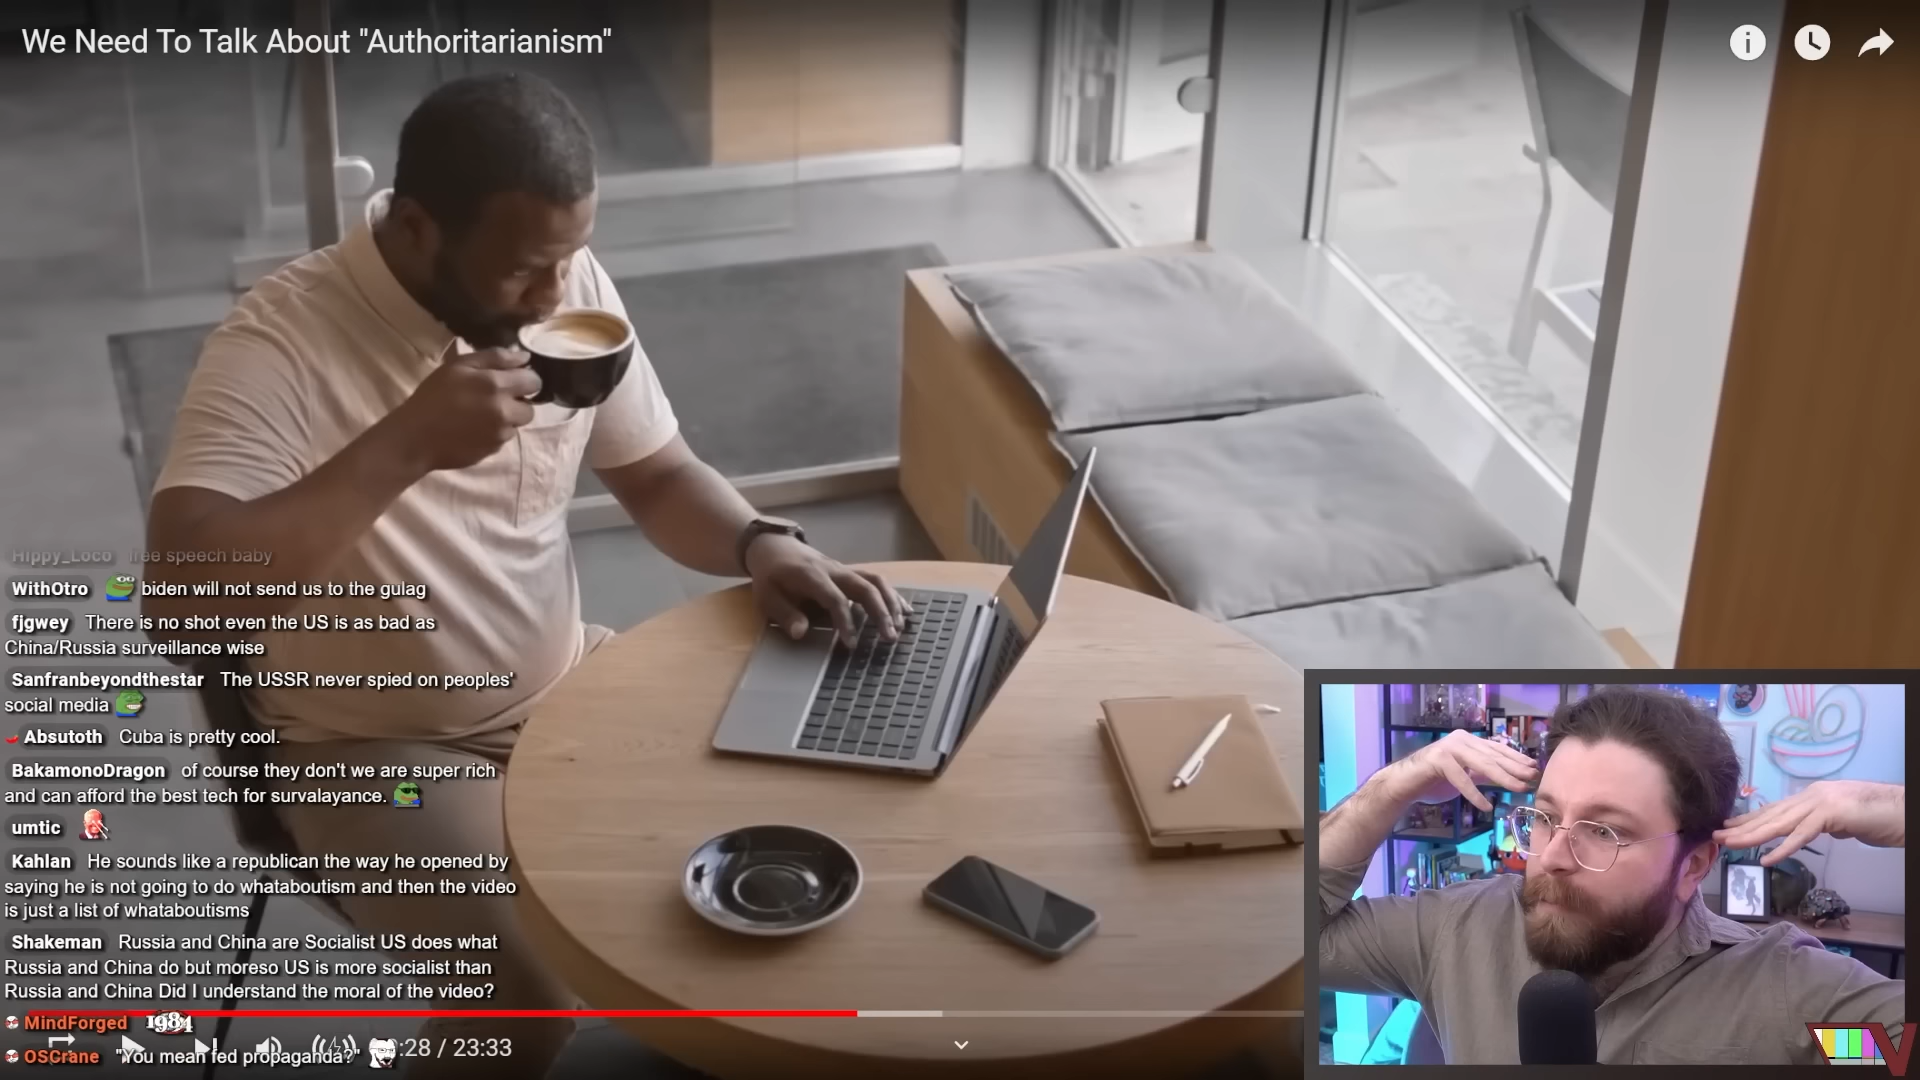 We Need To Talk About "Authoritarianism"
Hippy_Loco free speech baby
WithOtro biden will not send us to the gulag
fjgwey There is no shot even the US is as bad as
China/Russia surveillance wise
Sanfranbeyondthestar The USSR never spied on peoples'
social media
Absutoth Cuba is pretty cool.
BakamonoDragon of course they don't we are super rich
and can afford the best tech for survalayance.
umtic
Kahlan He sounds like a republican the way he opened by
saying he is not going to do whataboutism and then the video
is just a list of whataboutisms
Shakeman Russia and China are Socialist US does what
Russia and China do but moreso US is more socialist than
Russia and China Did I understand the moral of the video?
MindForged 1984
OSCrane "You mean fed propaganda?"
:28 / 23:33